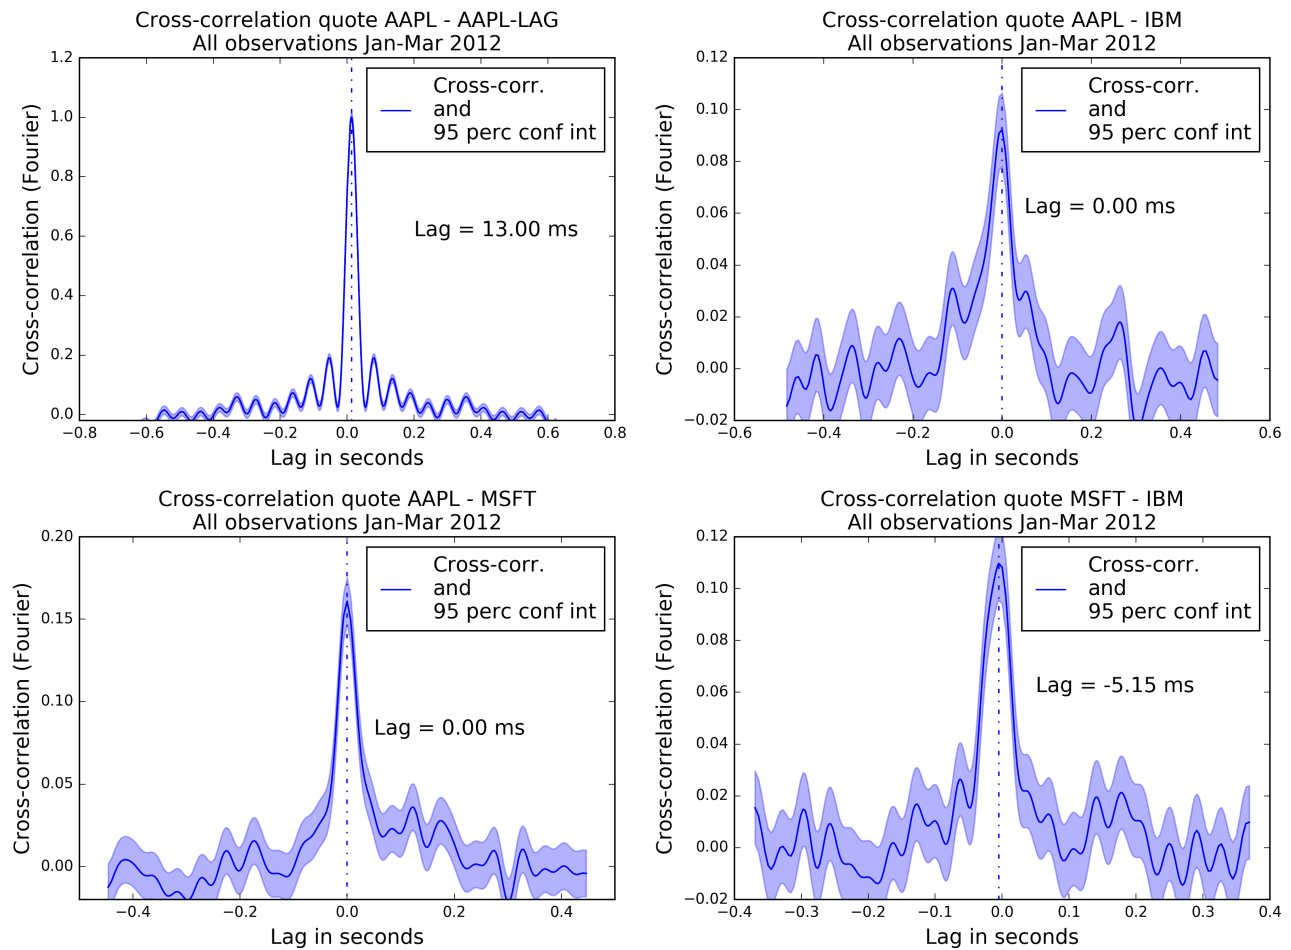 Cross-correlation quote AAPL - AAPL-LAG
All observations Jan-Mar 2012
Cross-correlation (Fourier)
1.2
1.0
0.8
0.6
0.4
0.2
0.0
Cross-corr.
and
95 perc conf int
Lag = 13.00 ms
−0.8 −0.6 −0.4 −0.2 0.0 0.2 0.4 0.6 0.8
Lag in seconds
Cross-correlation quote AAPL - IBM
All observations Jan-Mar 2012
Cross-correlation (Fourier)
0.12
0.10
0.08
0.06
0.04
0.02
0.00
−0.02
Cross-corr.
and
95 perc conf int
Lag = 0.00 ms
−0.6 −0.4 −0.2 0.0 0.2 0.4 0.6
Lag in seconds
Cross-correlation quote AAPL - MSFT
All observations Jan-Mar 2012
Cross-correlation (Fourier)
0.20
0.15
0.10
0.05
0.00
Cross-corr.
and
95 perc conf int
Lag = 0.00 ms
−0.4 −0.2 0.0 0.2 0.4
Lag in seconds
Cross-correlation quote MSFT - IBM
All observations Jan-Mar 2012
Cross-correlation (Fourier)
0.12
0.10
0.08
0.06
0.04
0.02
0.00
−0.02
Cross-corr.
and
95 perc conf int
Lag = -5.15 ms
−0.4 −0.3 −0.2 −0.1 0.0 0.1 0.2 0.3 0.4
Lag in seconds